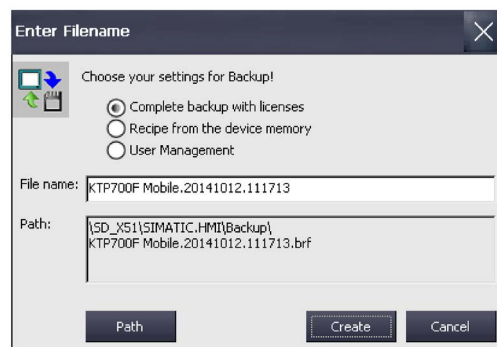 Enter Filename
Choose your settings for Backup!
Complete backup with licenses
Recipe from the device memory
User Management
File name:
KTP700F Mobile.20141012.111713
Path:
\SD_X51\SIMATIC.HMI\Backup\
KTP700F Mobile.20141012.111713.brf
Path
Create
Cancel